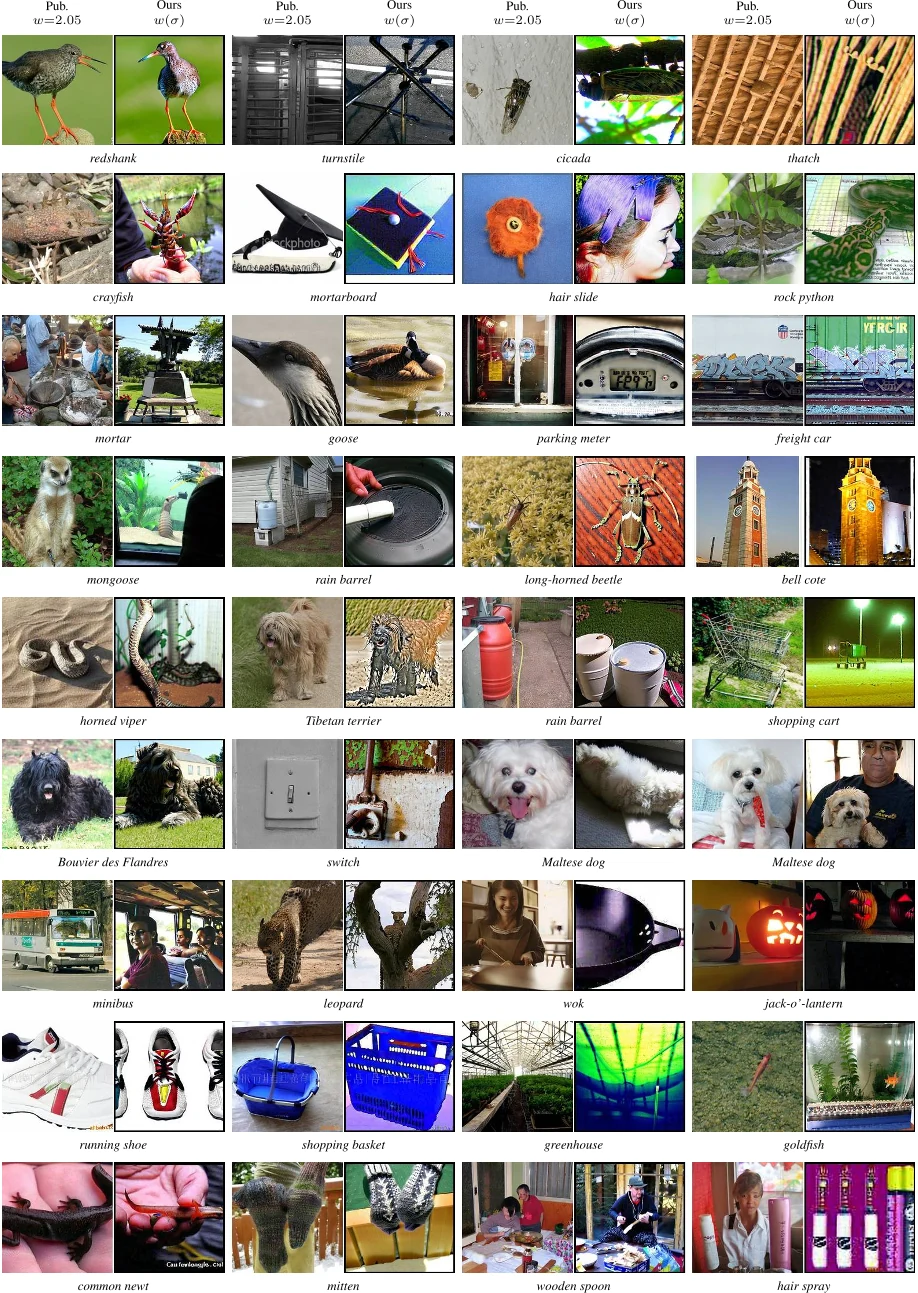 Pub. Ours Pub. Ours Pub. Ours Pub. Ours
w=2.05 w(σ) w=2.05 w(σ) w=2.05 w(σ) w=2.05 w(σ)
redshank turnstile cicada thatch
iStockphoto
crayfish mortarboard hair slide rock python
mortar goose parking meter freight car
mongoose rain barrel long-horned beetle bell cote
horned viper Tibetan terrier rain barrel shopping cart
Bouvier des Flandres switch Maltese dog Maltese dog
minibus leopard wok jack-o'-lantern
running shoe shopping basket greenhouse goldfish
common newt mitten wooden spoon hair spray